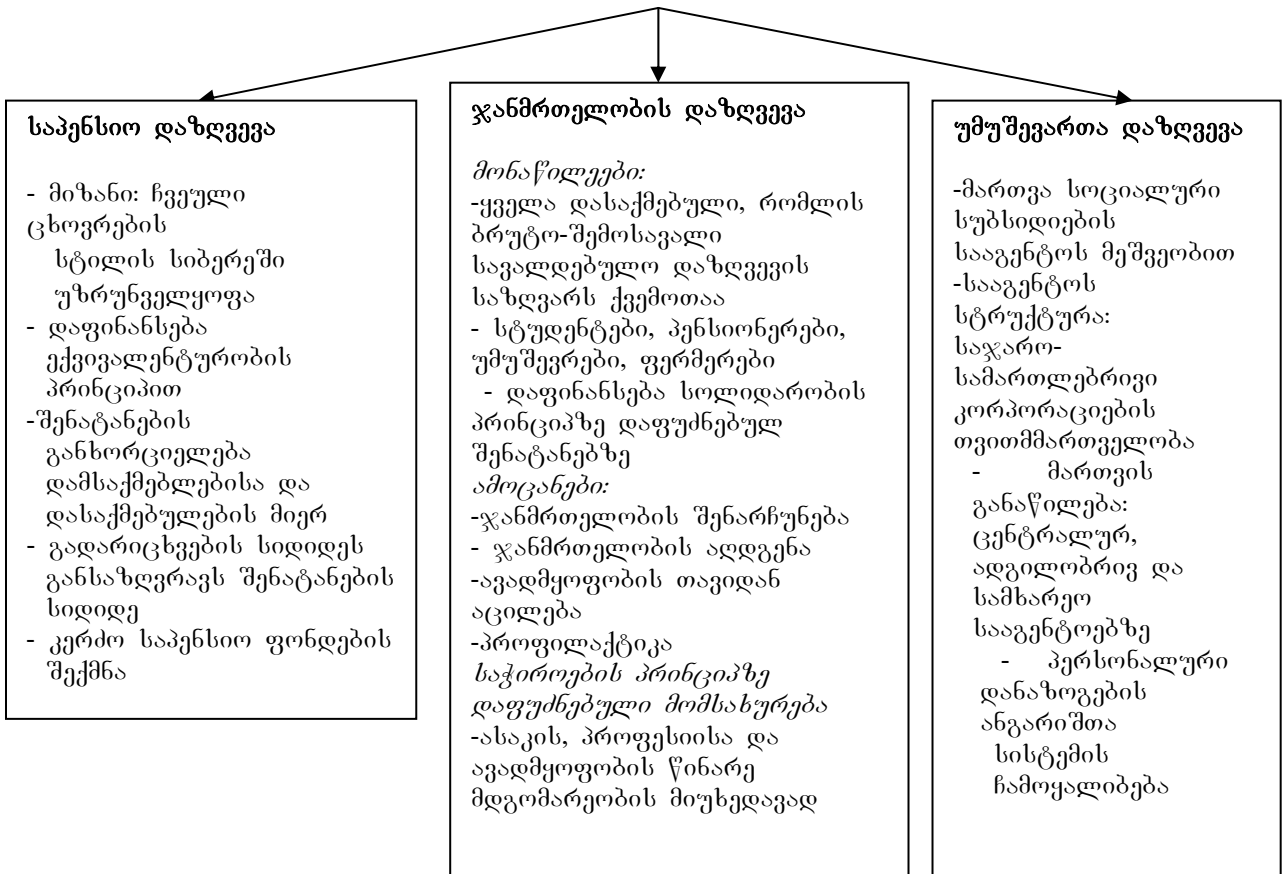 საპენსიო დაზღვევა
- მიზანი: ჩვეული
ცხოვრების
სტილის სიბერეში
უზრუნველყოფა
- დაფინანსება
ექვივალენტურობის
პრინციპით
-შენატანების
განხორციელება
დამსაქმებლებისა და
დასაქმებულების მიერ
- გადარიცხვების სიდიდეს
განსაზღვრავს შენატანების
სიდიდე
- კერძო საპენსიო ფონდების
შექმნა
ჯანმრთელობის დაზღვევა
მონაწილეები:
-ყველა დასაქმებული, რომლის
ბრუტო-შემოსავალი
სავალდებულო დაზღვევის
საზღვარს ქვემოთაა
- სტუდენტები, პენსიონერები,
უმუშევრები, ფერმერები
- დაფინანსება სოლიდარობის
პრინციპზე დაფუძნებულ
შენატანებზე
ამოცანები:
-ჯანმრთელობის შენარჩუნება
- ჯანმრთელობის აღდგენა
-ავადმყოფობის თავიდან
აცილება
-პროფილაქტიკა
საჭიროების პრინციპზე
დაფუძნებული მომსახურება
-ასაკის, პროფესიისა და
ავადმყოფობის წინარე
მდგომარეობის მიუხედავად
უმუშევართა დაზღვევა
-მართვა სოციალური
სუბსიდიების
სააგენტოს მეშვეობით
-სააგენტოს
სტრუქტურა:
საჯარო-
სამართლებრივი
კორპორაციების
თვითმმართველობა
- მართვის
განაწილება:
ცენტრალურ,
ადგილობრივ და
სამხარეო
სააგენტოებზე
- პერსონალური
დანაზოგების
ანგარიშთა
სისტემის
ჩამოყალიბება